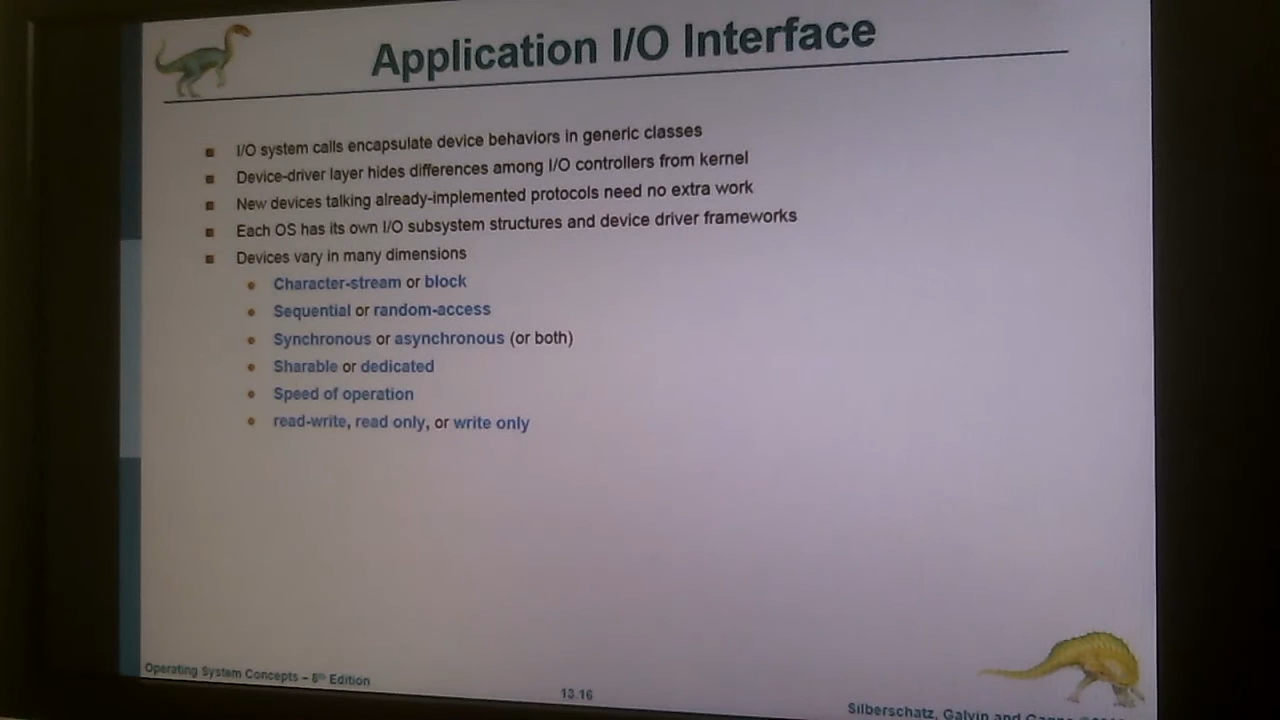 Application I/O Interface
I/O system calls encapsulate device behaviors in generic classes
Device-driver layer hides differences among I/O controllers from kernel
New devices talking already-implemented protocols need no extra work
Each OS has its own I/O subsystem structures and device driver frameworks
Devices vary in many dimensions
Character-stream or block
Sequential or random-access
Synchronous or asynchronous (or both)
Sharable or dedicated
Speed of operation
read-write, read only, or write only
Operating System Concepts – 8th Edition
13.16
Silberschatz, Galvin and